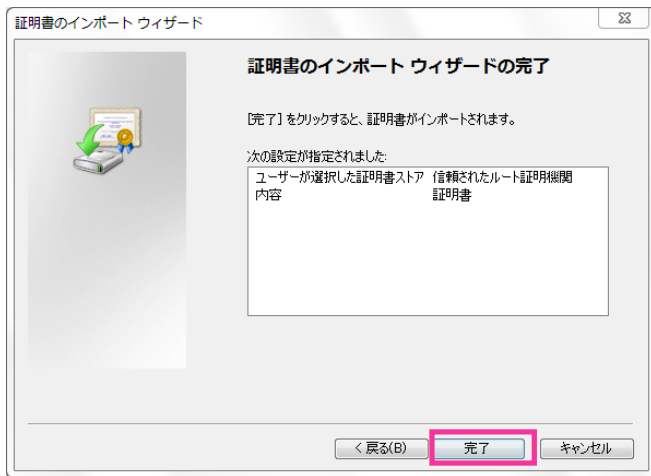 証明書のインポート ウィザード
証明書のインポート ウィザードの完了
[完了] をクリックすると、証明書がインポートされます。
次の設定が指定されました:
ユーザーが選択した証明書ストア 信頼されたルート証明機関
内容 証明書
< 戻る(B) 完了 キャンセル